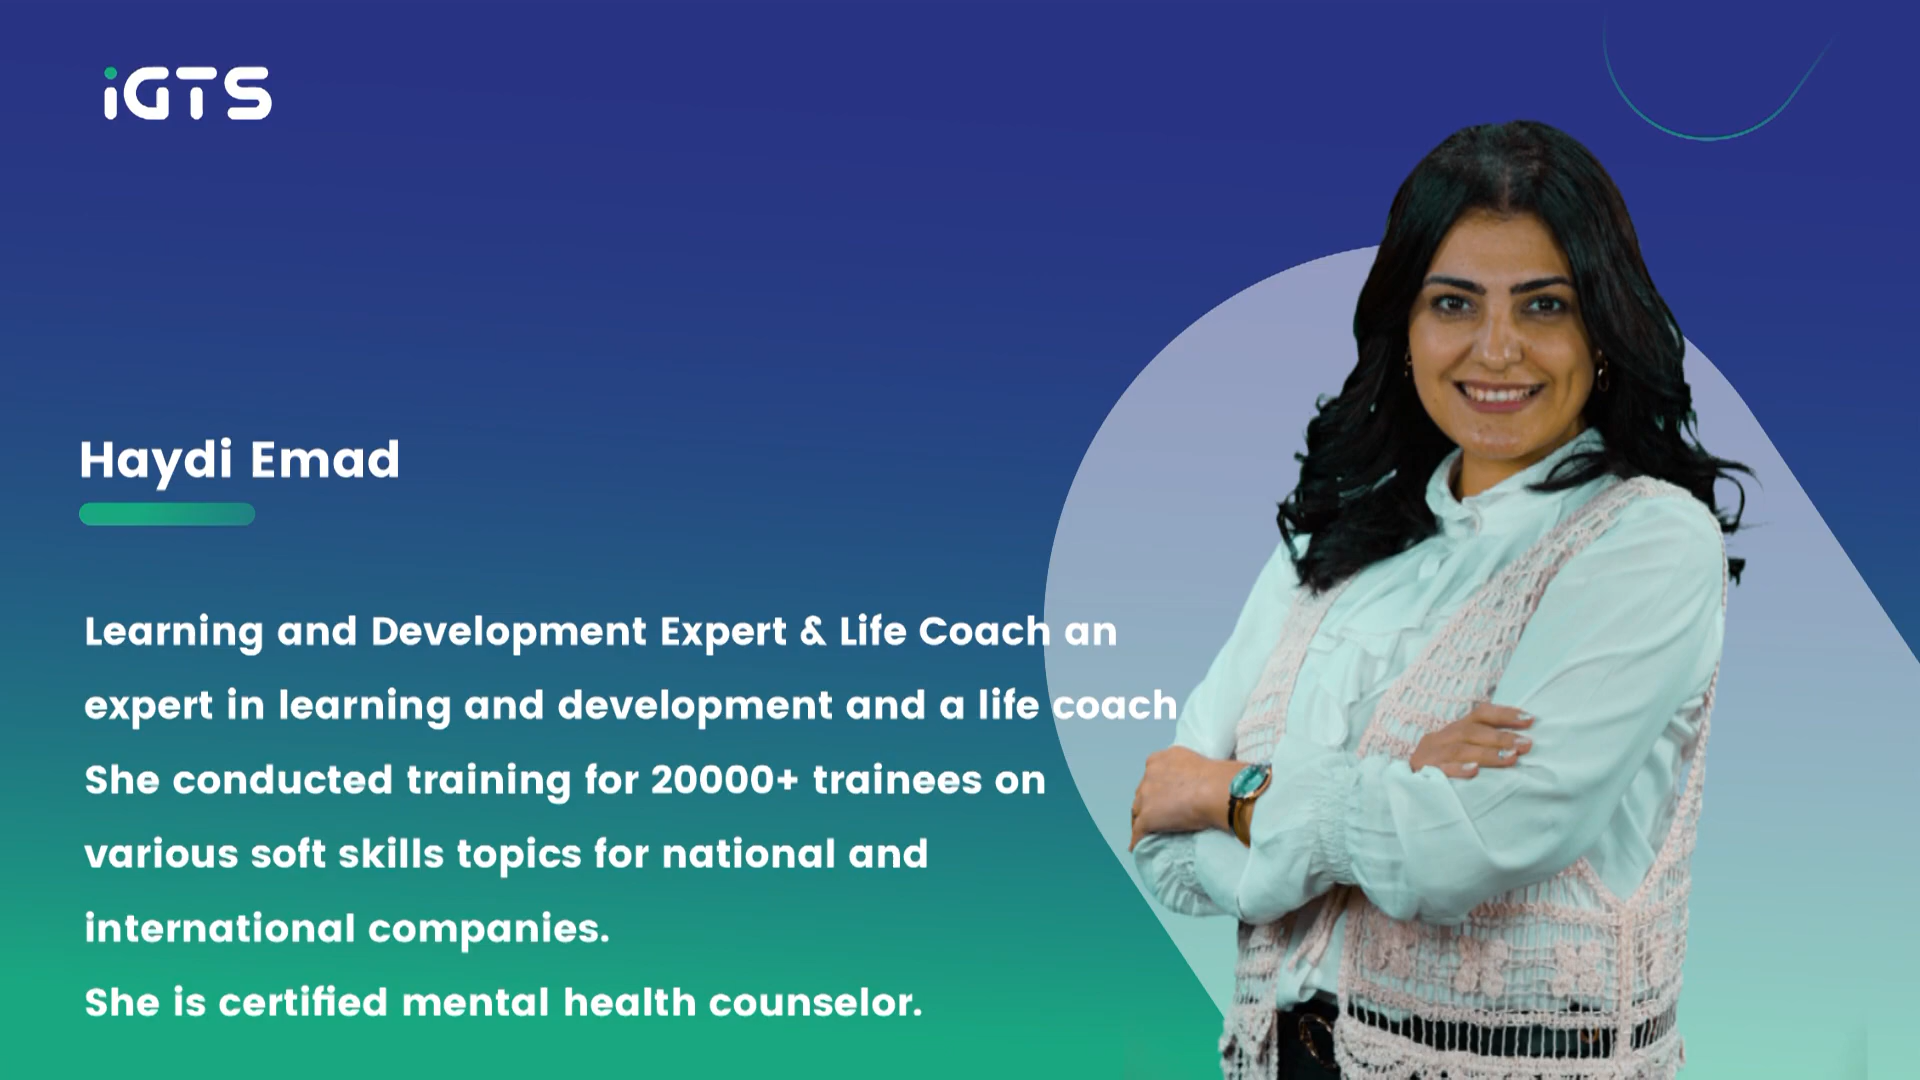 iGTS
Haydi Emad
Learning and Development Expert & Life Coach an
expert in learning and development and a life coach
She conducted training for 20000+ trainees on
various soft skills topics for national and
international companies.
She is certified mental health counselor.